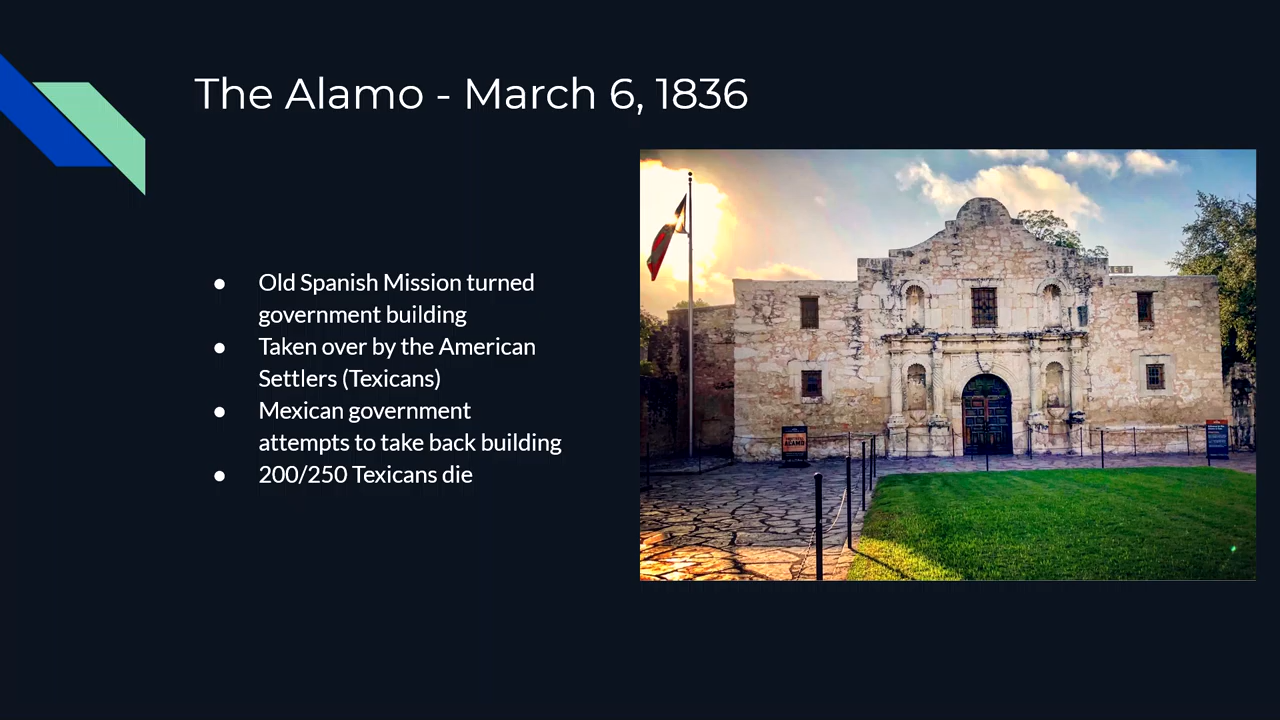 The Alamo - March 6, 1836
● Old Spanish Mission turned
government building
● Taken over by the American
Settlers (Texicans)
● Mexican government
attempts to take back building
● 200/250 Texicans die
ALAMO